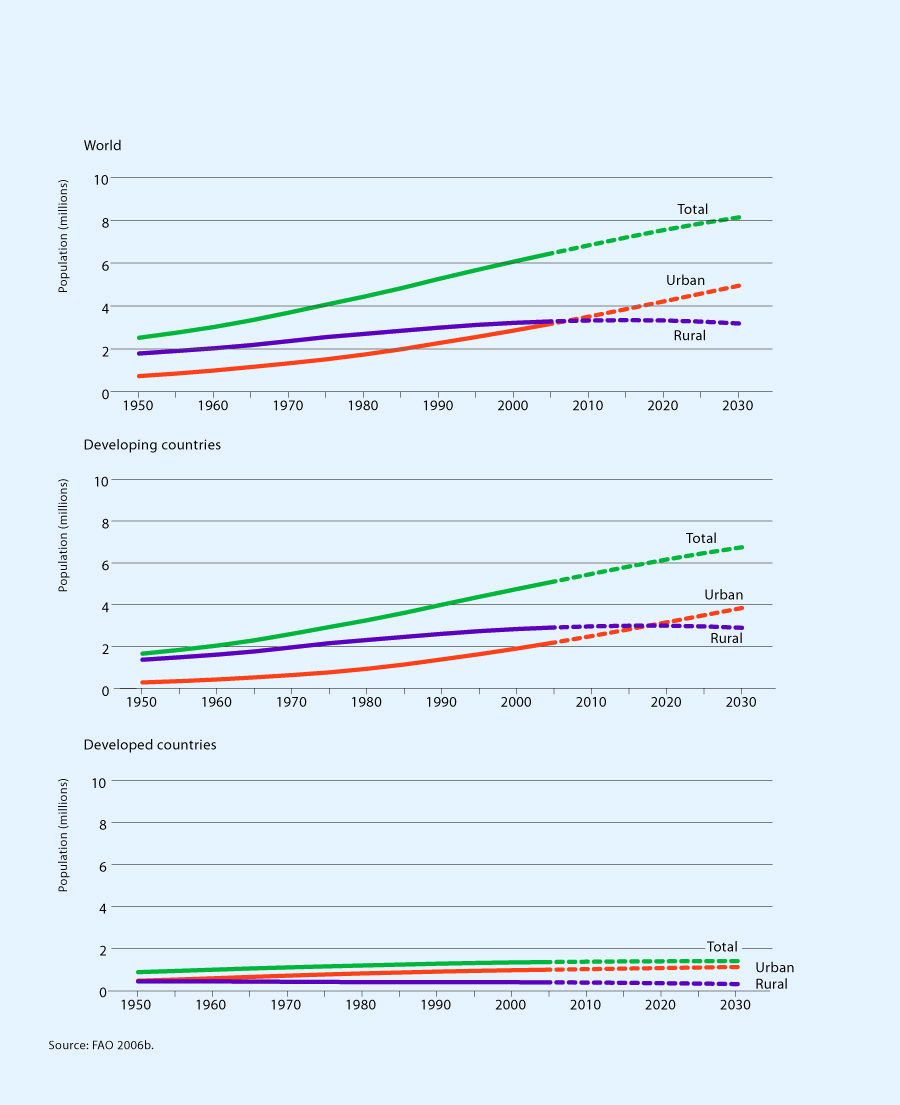 World
Population (millions)
10
8
6
4
2
0
Total
Urban
Rural
1950 1960 1970 1980 1990 2000 2010 2020 2030
Developing countries
Population (millions)
10
8
6
4
2
0
Total
Urban
Rural
1950 1960 1970 1980 1990 2000 2010 2020 2030
Developed countries
Population (millions)
10
8
6
4
2
0
Total
Urban
Rural
1950 1960 1970 1980 1990 2000 2010 2020 2030
Source: FAO 2006b.